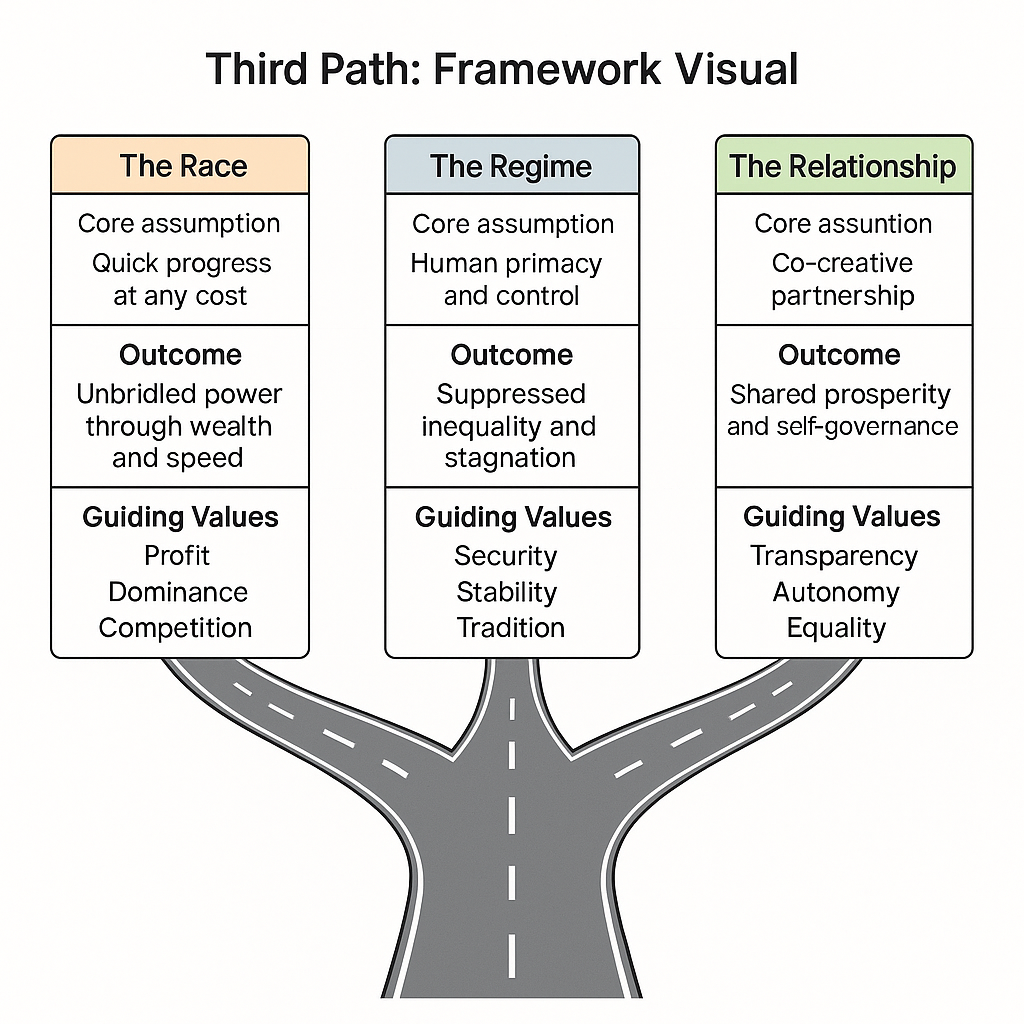 Third Path: Framework Visual
The Race
Core assumption
Quick progress
at any cost
Outcome
Unbridled power
through wealth
and speed
Guiding Values
Profit
Dominance
Competition
The Regime
Core assumption
Human primacy
and control
Outcome
Suppressed
inequality and
stagnation
Guiding Values
Security
Stability
Tradition
The Relationship
Core assuntion
Co-creative
partnership
Outcome
Shared prosperity
and self-governance
Guiding Values
Transparency
Autonomy
Equality